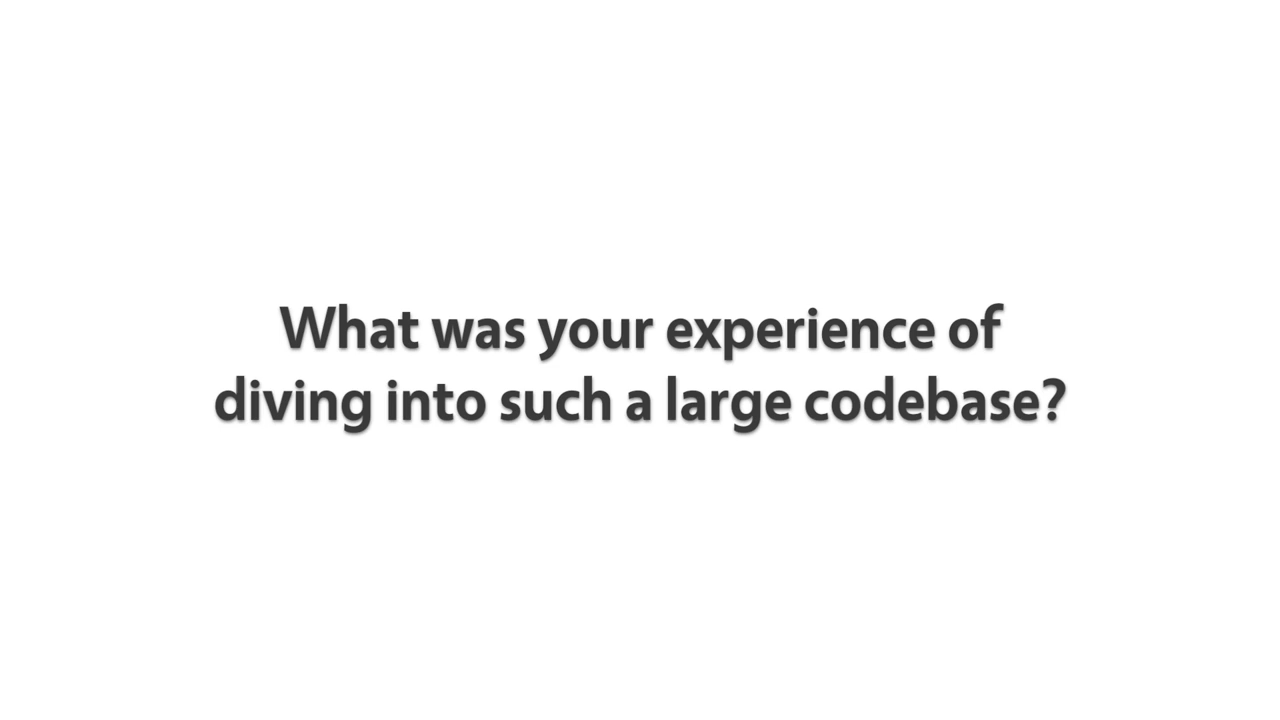 What was your experience of
diving into such a large codebase?